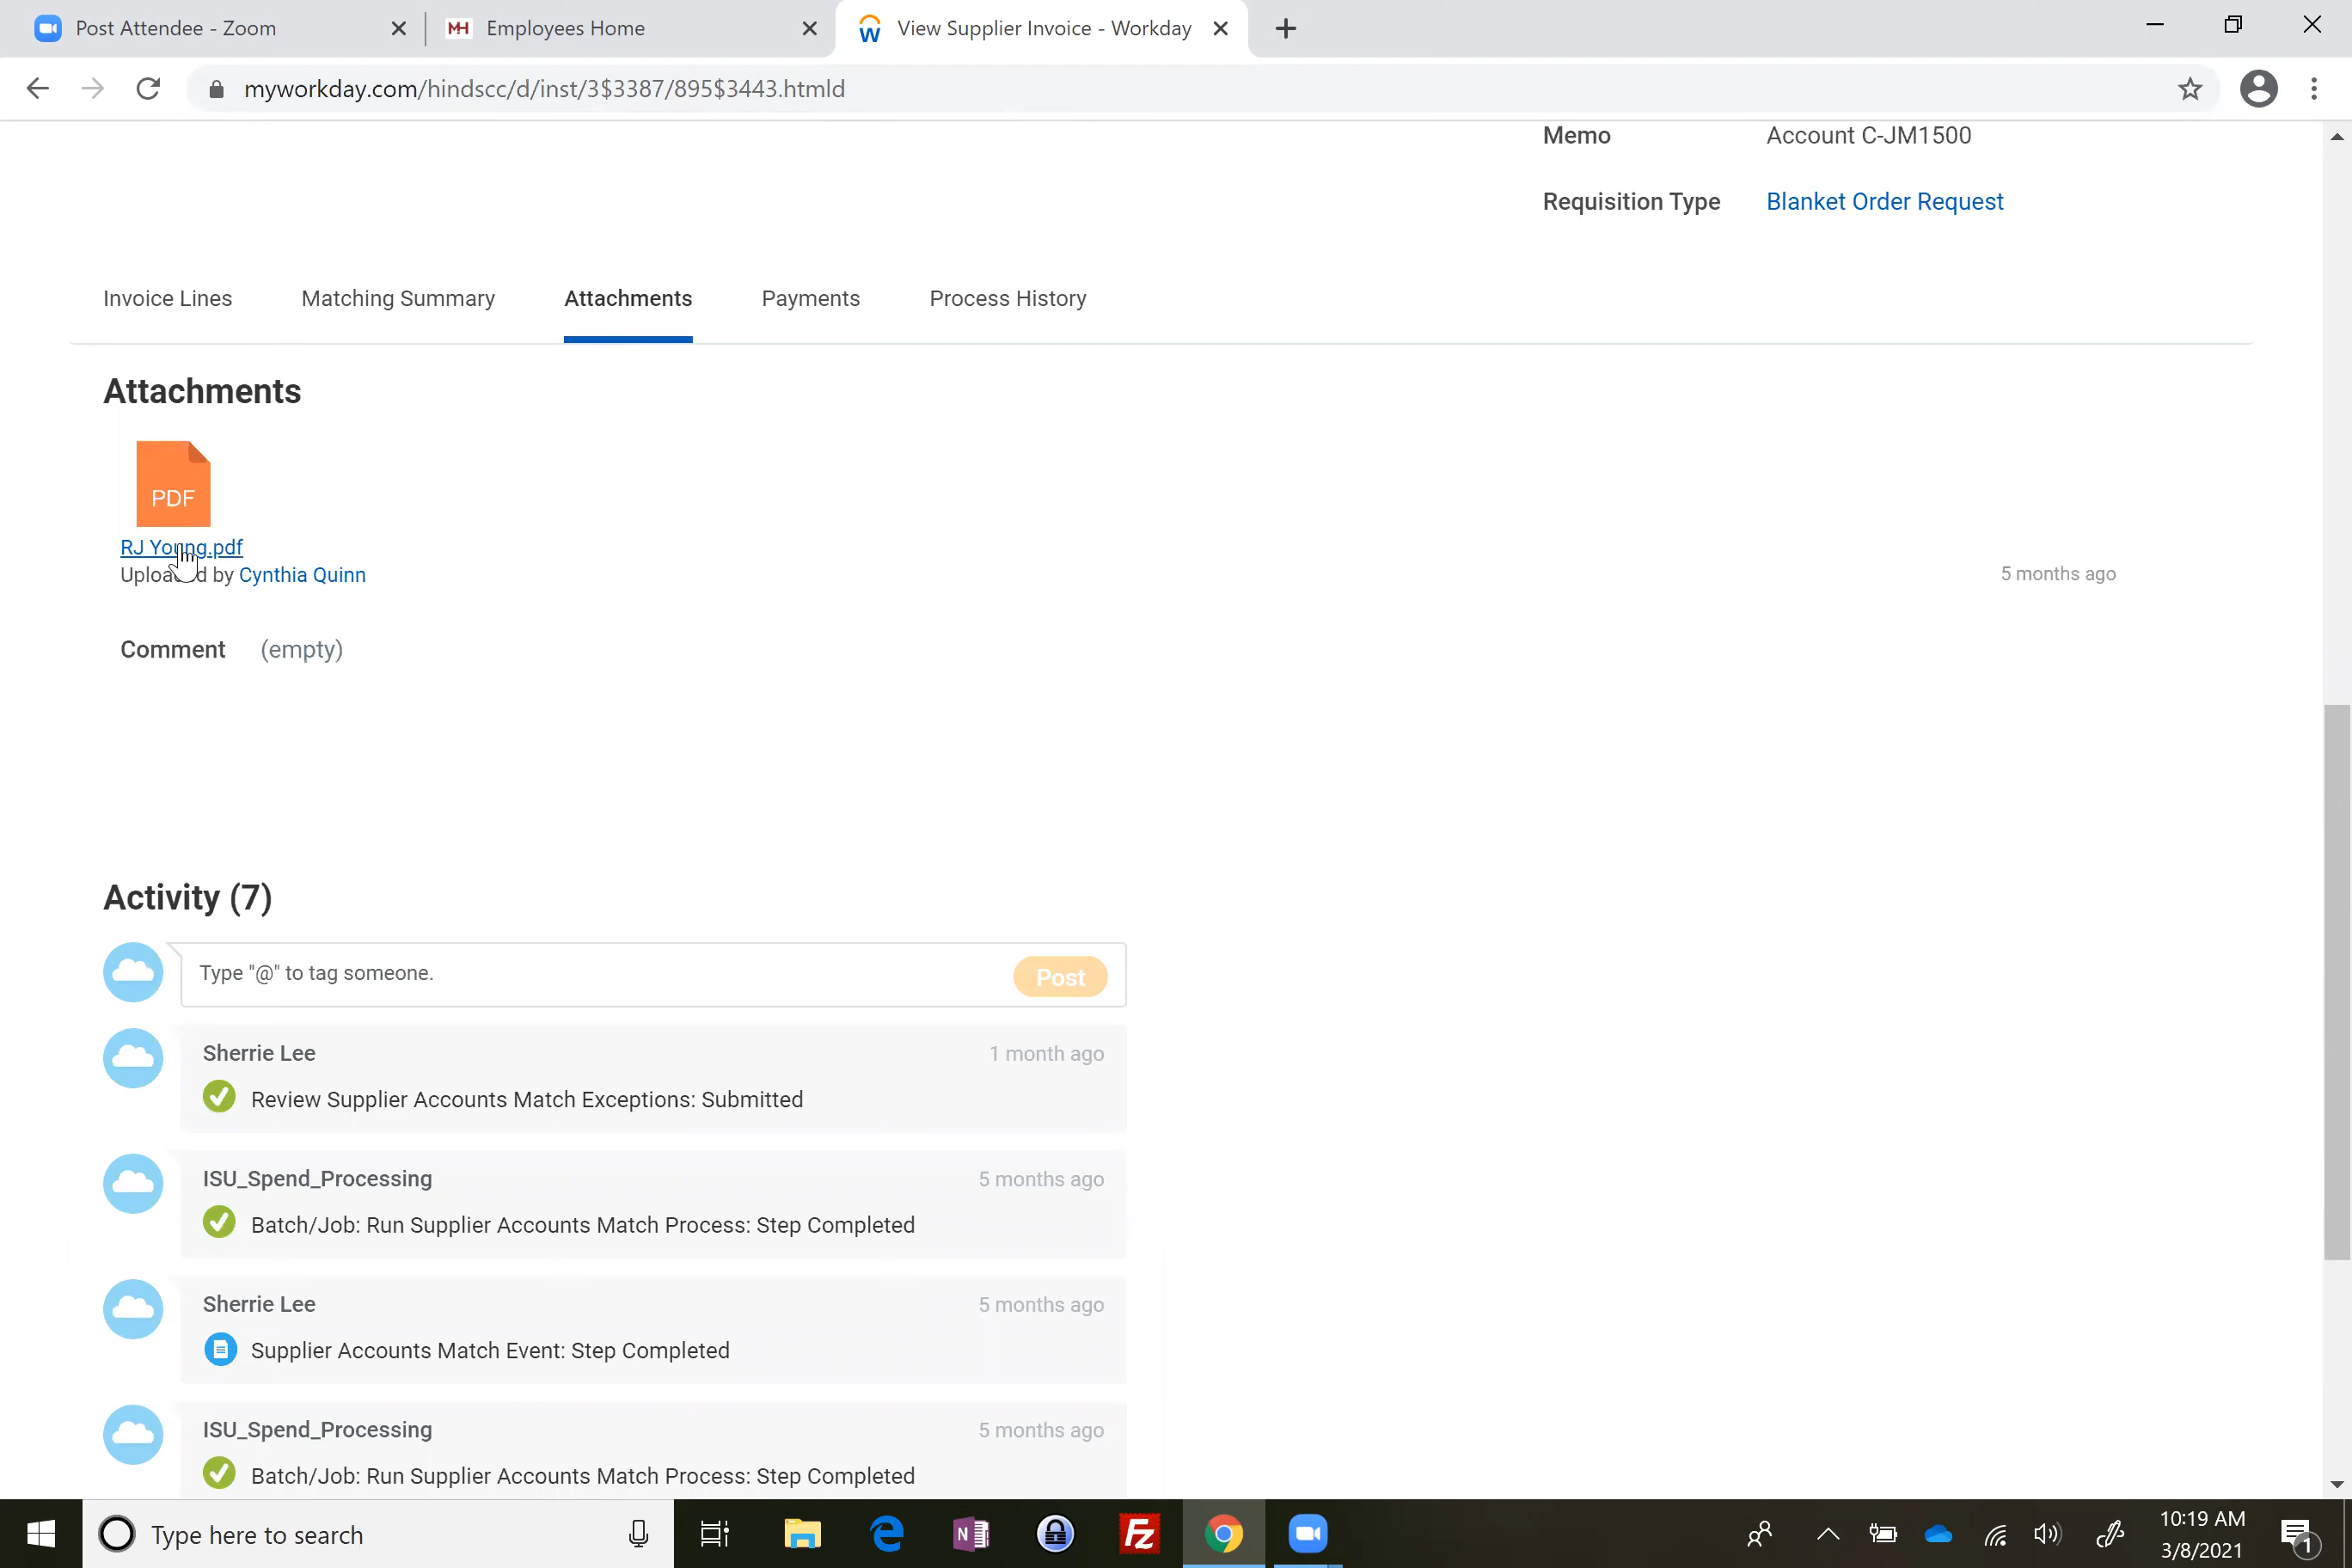 Post Attendee - Zoom
MH Employees Home
View Supplier Invoice - Workday
myworkday.com/hindscc/d/inst/3$3387/895$3443.htmld
Memo Account C-JM1500
Requisition Type Blanket Order Request
Invoice Lines Matching Summary Attachments Payments Process History
Attachments
PDF
RJ Young.pdf
Uploaded by Cynthia Quinn
5 months ago
Comment (empty)
Activity (7)
Type "@" to tag someone.
Post
Sherrie Lee 1 month ago
Review Supplier Accounts Match Exceptions: Submitted
ISU_Spend_Processing 5 months ago
Batch/Job: Run Supplier Accounts Match Process: Step Completed
Sherrie Lee 5 months ago
Supplier Accounts Match Event: Step Completed
ISU_Spend_Processing 5 months ago
Batch/Job: Run Supplier Accounts Match Process: Step Completed
Type here to search
N
Fz
10:19 AM
3/8/2021
1